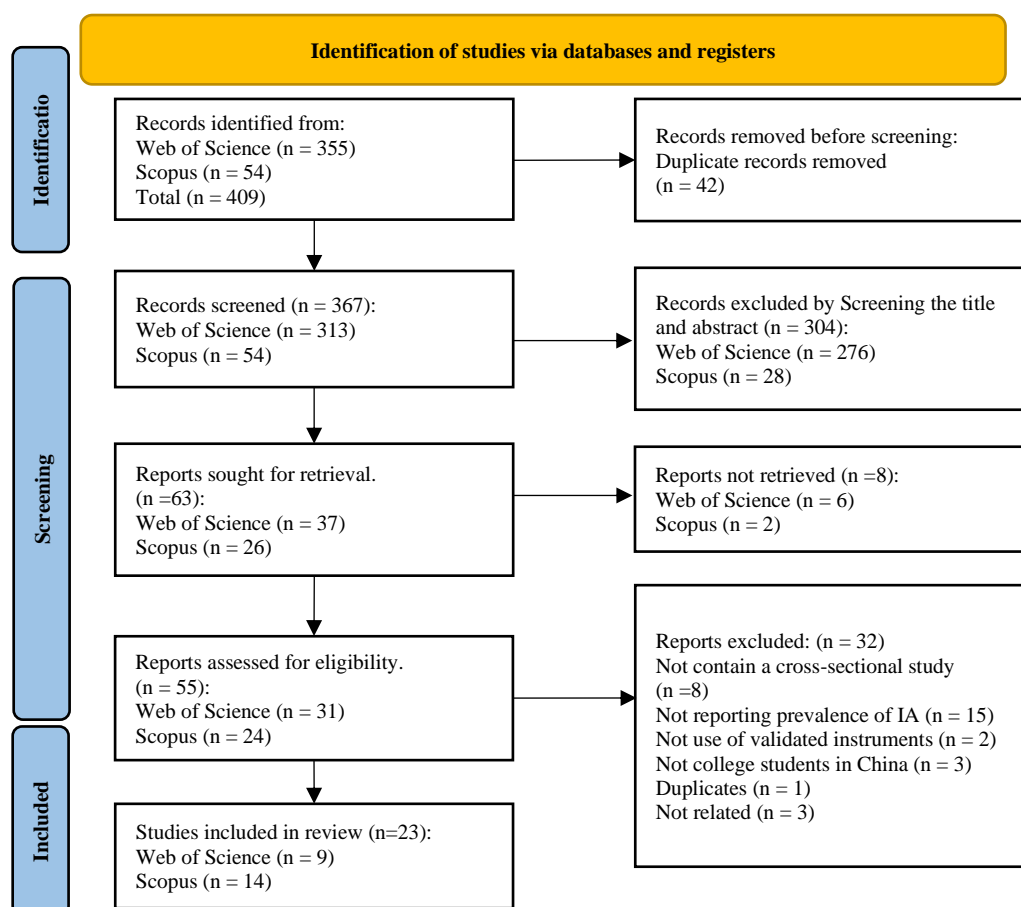 Identification of studies via databases and registers
Identificatio
Records identified from:
Web of Science (n = 355)
Scopus (n = 54)
Total (n = 409)
Records removed before screening:
Duplicate records removed
(n = 42)
Screening
Records screened (n = 367):
Web of Science (n = 313)
Scopus (n = 54)
Records excluded by Screening the title
and abstract (n = 304):
Web of Science (n = 276)
Scopus (n = 28)
Reports sought for retrieval.
(n =63):
Web of Science (n = 37)
Scopus (n = 26)
Reports not retrieved (n =8):
Web of Science (n = 6)
Scopus (n = 2)
Reports assessed for eligibility.
(n = 55):
Web of Science (n = 31)
Scopus (n = 24)
Reports excluded: (n = 32)
Not contain a cross-sectional study
(n =8)
Not reporting prevalence of IA (n = 15)
Not use of validated instruments (n = 2)
Not college students in China (n = 3)
Duplicates (n = 1)
Not related (n = 3)
Included
Studies included in review (n=23):
Web of Science (n = 9)
Scopus (n = 14)